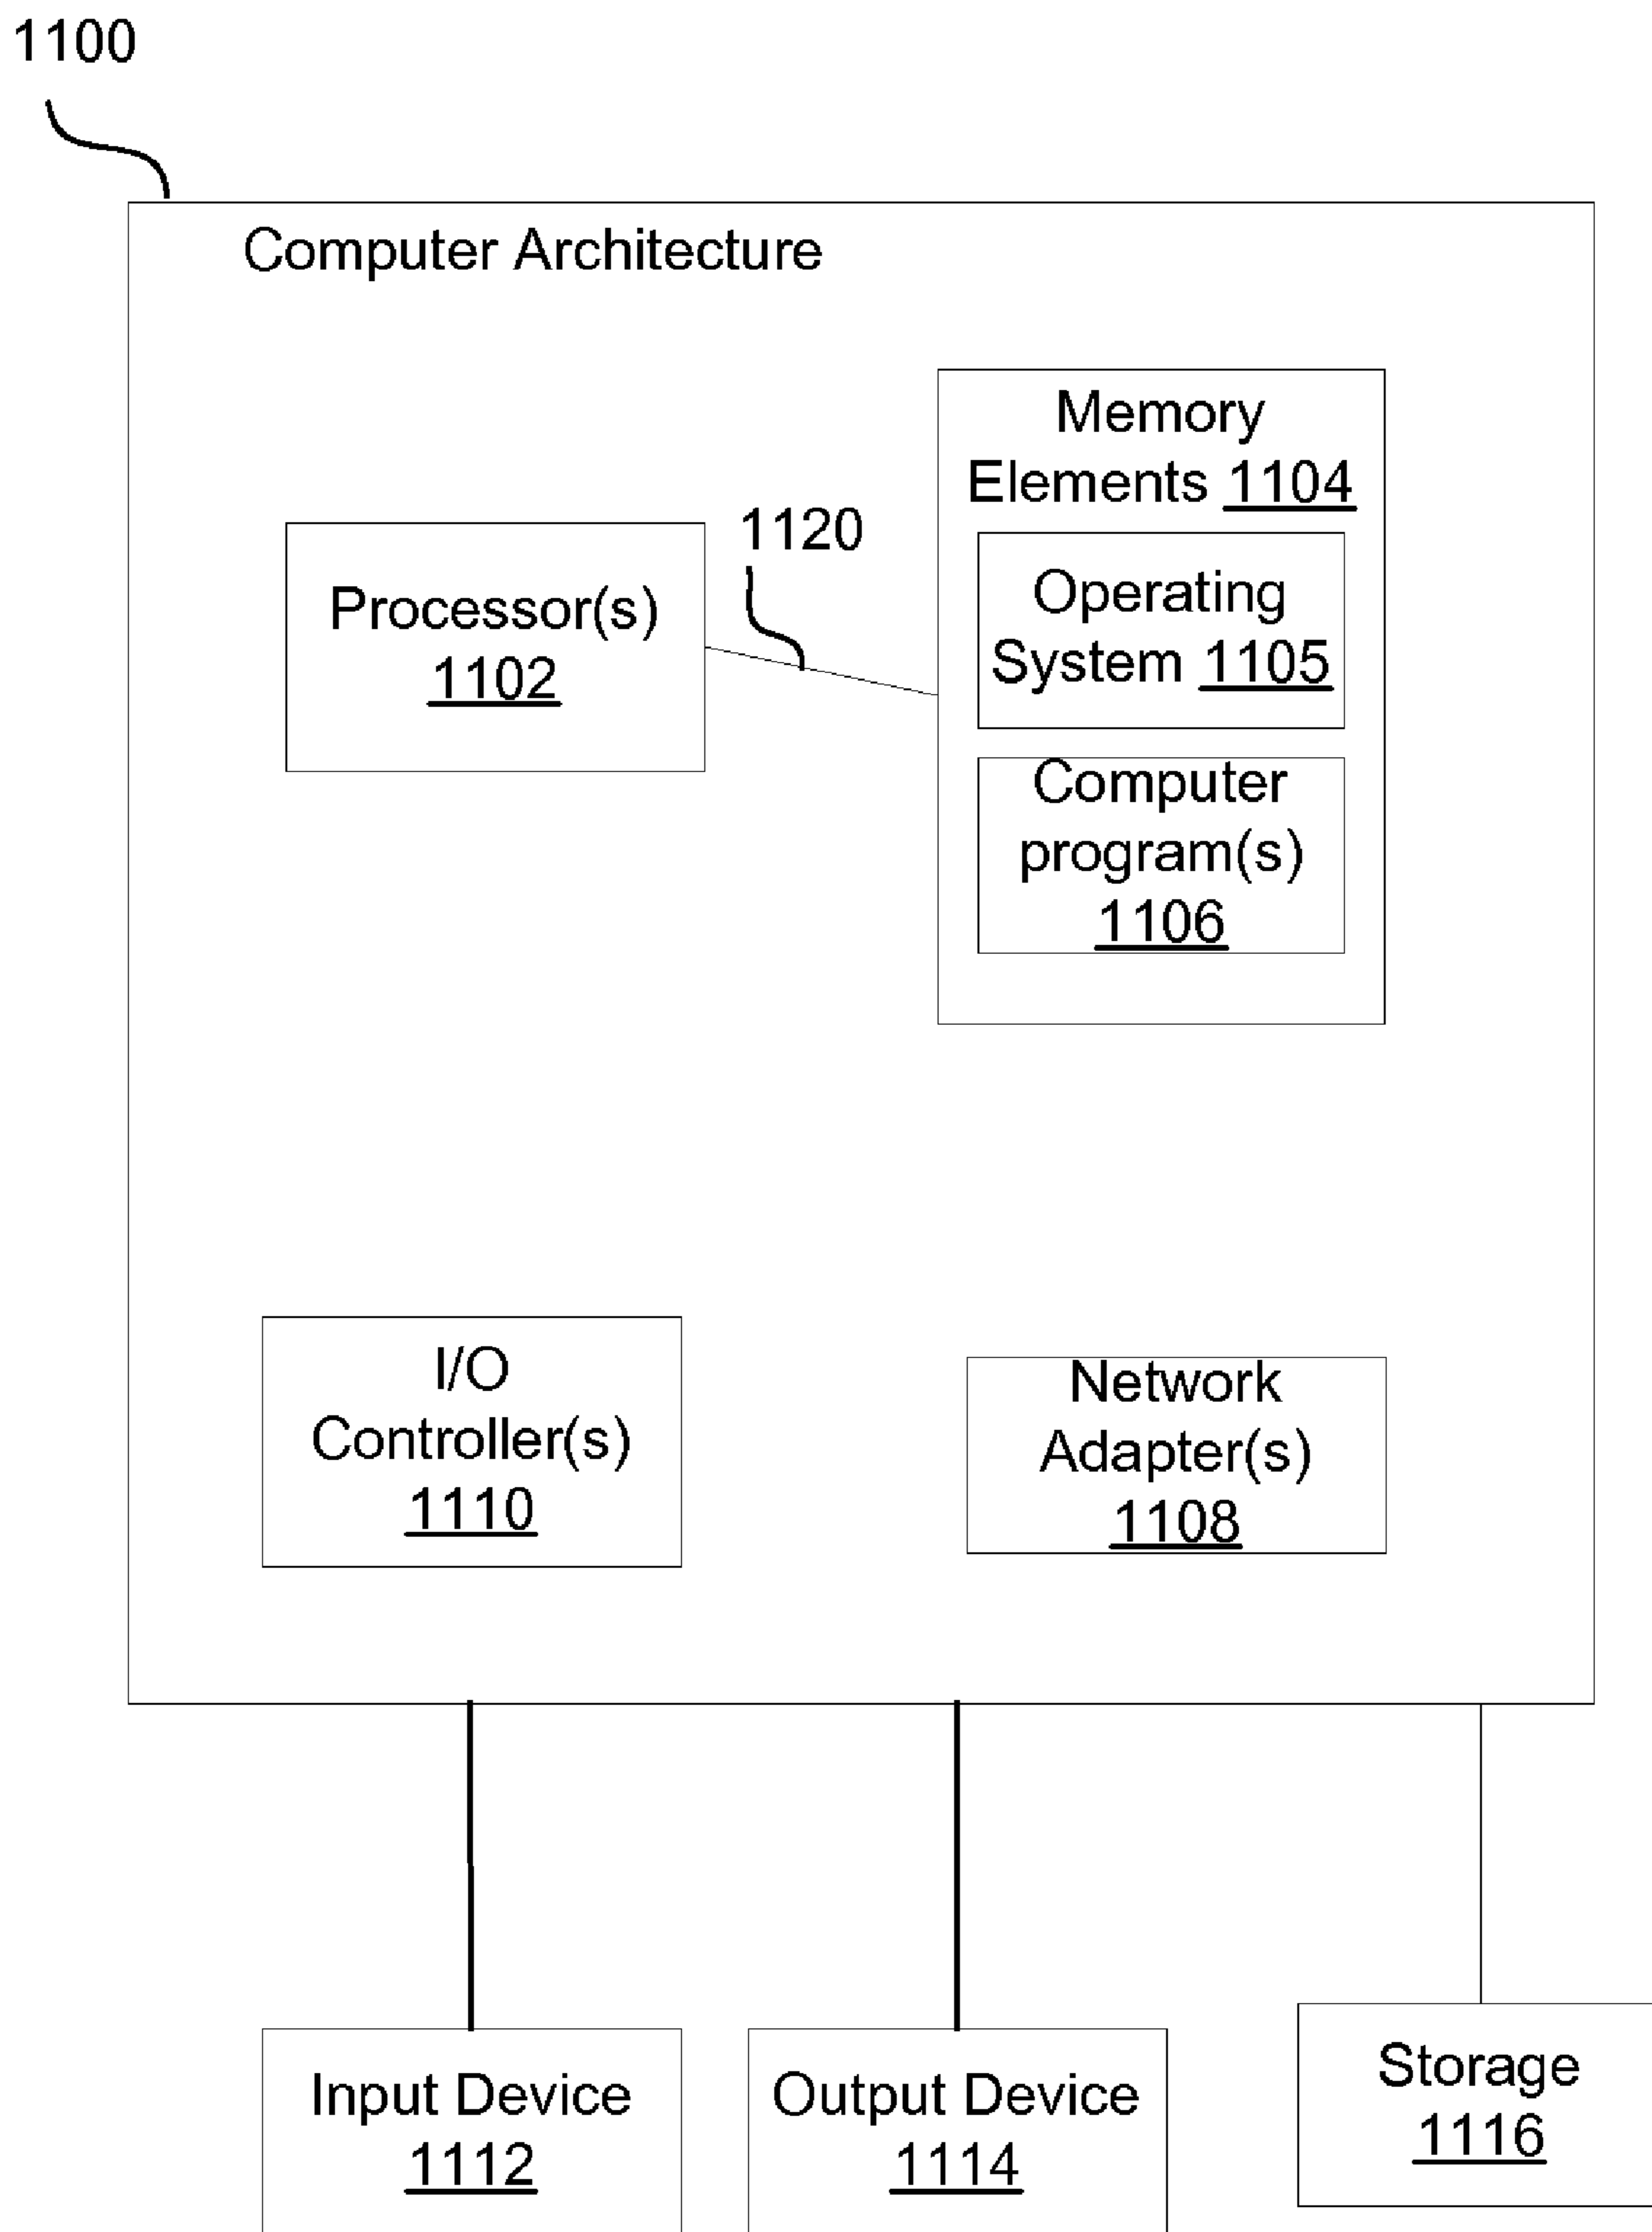 1100
Computer Architecture
Memory
Elements 1104
1120
Processor(s)
1102
Operating
System 1105
Computer
program(s)
1106
I/O
Controller(s)
1110
Network
Adapter(s)
1108
Input Device
1112
Output Device
1114
Storage
1116